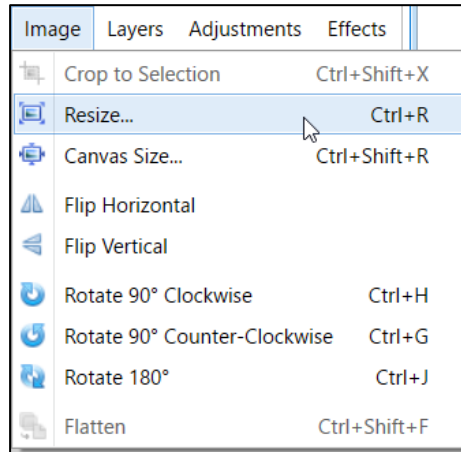 Image Layers Adjustments Effects
Crop to Selection Ctrl+Shift+X
Resize... Ctrl+R
Canvas Size... Ctrl+Shift+R
Flip Horizontal
Flip Vertical
Rotate 90° Clockwise Ctrl+H
Rotate 90° Counter-Clockwise Ctrl+G
Rotate 180° Ctrl+J
Flatten Ctrl+Shift+F